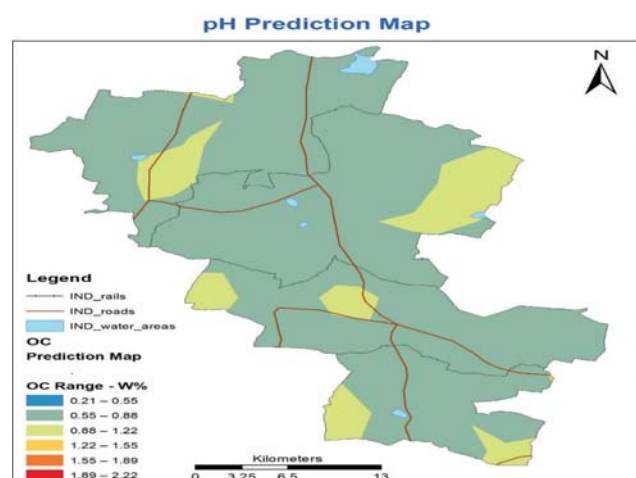 pH Prediction Map
N
Legend
IND_rails
IND_roads
IND_water_areas
OC
Prediction Map
OC Range - W%
0.21 – 0.55
0.55 – 0.88
0.88 – 1.22
1.22 – 1.55
1.55 – 1.89
1.89 – 2.22
Kilometers
0 3.25 6.5 13